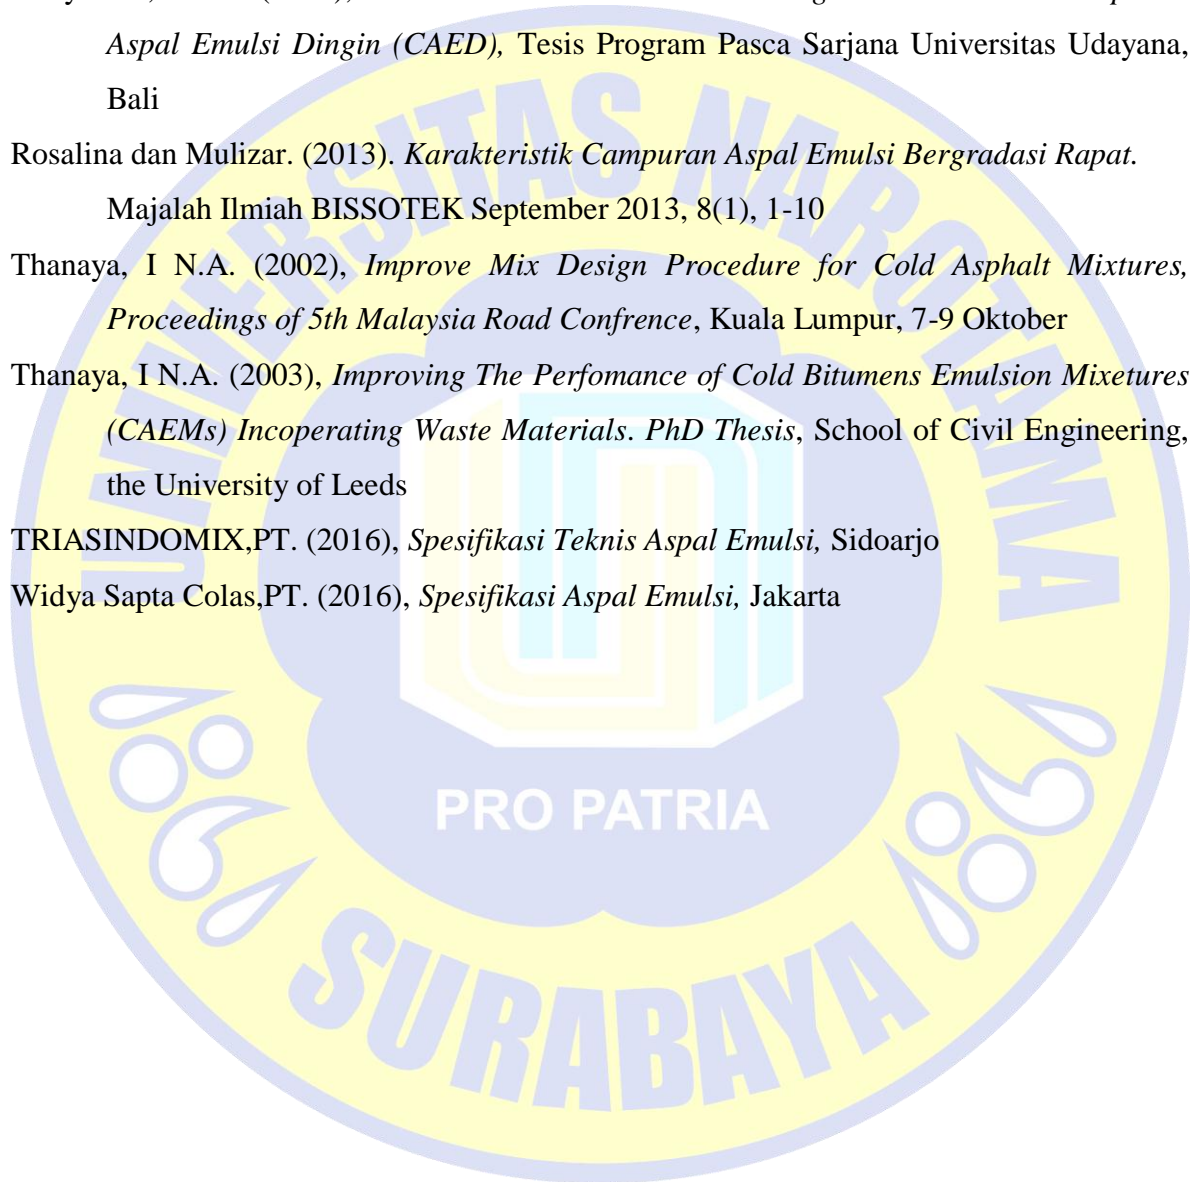 Aspal Emulsi Dingin (CAED), Tesis Program Pasca Sarjana Universitas Udayana,
Bali
Rosalina dan Mulizar. (2013). Karakteristik Campuran Aspal Emulsi Bergradasi Rapat.
Majalah Ilmiah BISSOTEK September 2013, 8(1), 1-10
Thanaya, I N.A. (2002), Improve Mix Design Procedure for Cold Asphalt Mixtures,
Proceedings of 5th Malaysia Road Confrence, Kuala Lumpur, 7-9 Oktober
Thanaya, I N.A. (2003), Improving The Perfomance of Cold Bitumens Emulsion Mixetures
(CAEMs) Incoperating Waste Materials. PhD Thesis, School of Civil Engineering,
the University of Leeds
TRIASINDOMIX,PT. (2016), Spesifikasi Teknis Aspal Emulsi, Sidoarjo
Widya Sapta Colas,PT. (2016), Spesifikasi Aspal Emulsi, Jakarta
UNIVERSITAS NAROTAMA
PRO PATRIA
SURABAYA